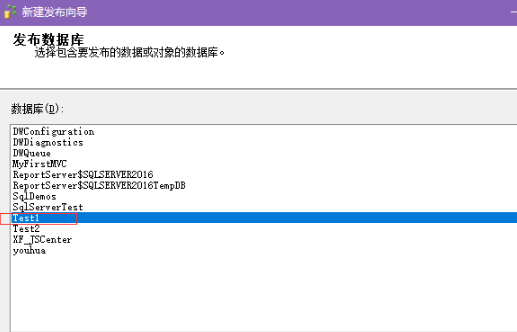 新建发布向导
发布数据库
选择包含要发布的数据或对象的数据库。
数据库(D):
DWConfiguration
DWDiagnostics
DWQueue
MyFirstMVC
ReportServer$SQLSERVER2016
ReportServer$SQLSERVER2016TempDB
SqlDemos
SqlServerTest
Test1
Test2
XF_JSCenter
youhua